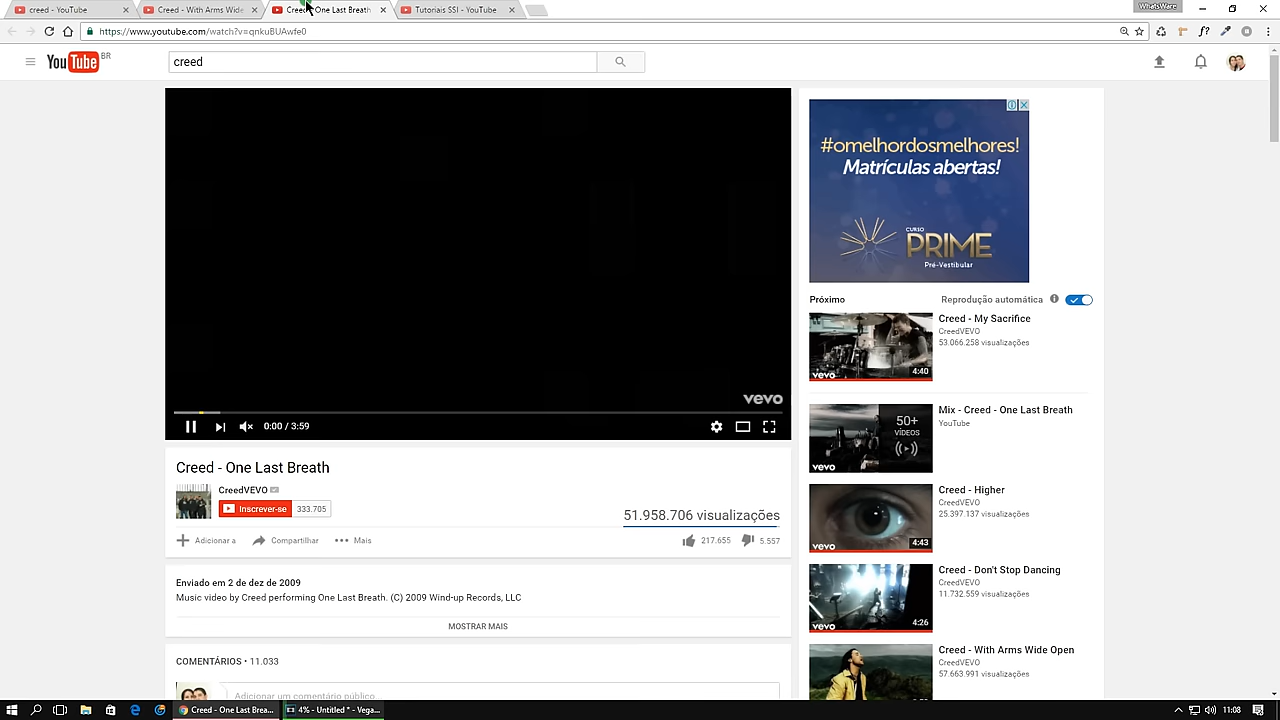 creed - YouTube
Creed - With Arms Wide
Creed - One Last Breath
Tutoriais SSI - YouTube
WhatsWare
https://www.youtube.com/watch?v=qnkuBUAwfe0
YouTube BR
creed
#omelhordosmelhores!
Matrículas abertas!
CURSO
PRIME
Pré-Vestibular
vevo
0:00 / 3:59
Próximo
Reprodução automática
Creed - My Sacrifice
CreedVEVO
53.066.258 visualizações
vevo
4:40
Mix - Creed - One Last Breath
YouTube
50+
VÍDEOS
vevo
Creed - Higher
CreedVEVO
25.397.137 visualizações
vevo
4:43
Creed - Don't Stop Dancing
CreedVEVO
11.732.559 visualizações
vevo
4:26
Creed - With Arms Wide Open
CreedVEVO
57.663.991 visualizações
Creed - One Last Breath
CreedVEVO
Inscrever-se 333.705
51.958.706 visualizações
Adicionar a Compartilhar Mais
217.655 5.557
Enviado em 2 de dez de 2009
Music video by Creed performing One Last Breath. (C) 2009 Wind-up Records, LLC
MOSTRAR MAIS
COMENTÁRIOS • 11.033
Adicionar um comentário público...
Creed - One Last Brea...
4% - Untitled * - Vega...
11:08